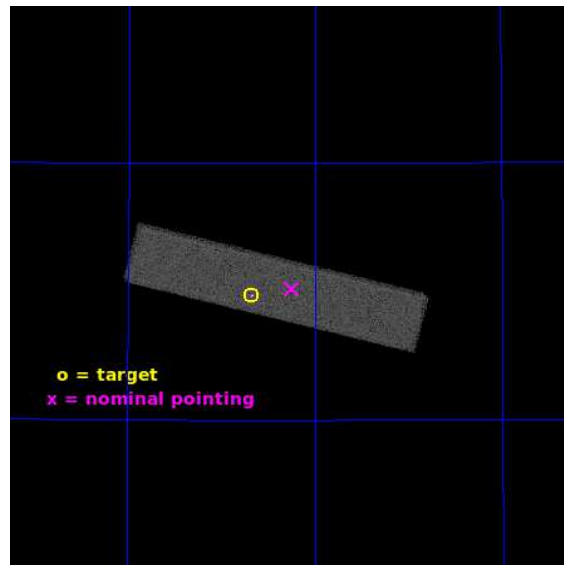 o = target
x = nominal pointing